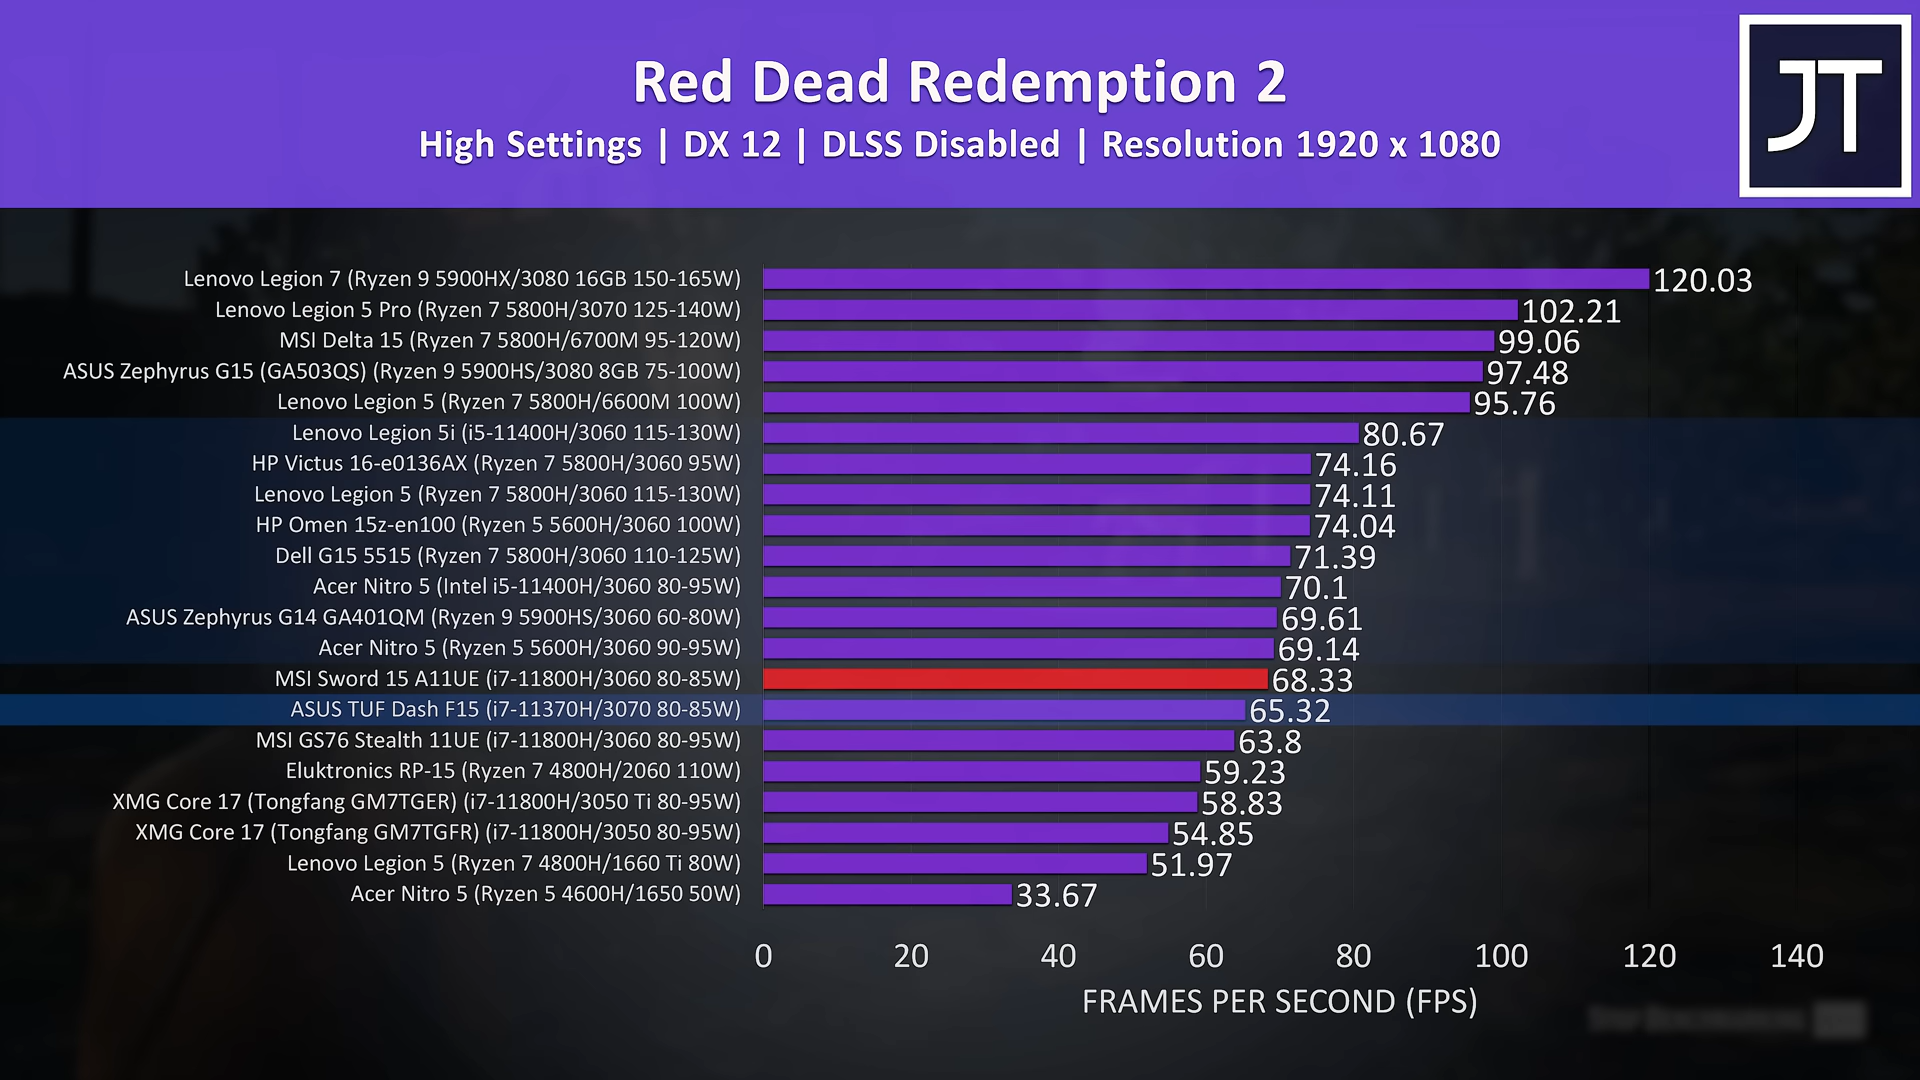 Red Dead Redemption 2
JT
High Settings | DX 12 | DLSS Disabled | Resolution 1920 x 1080
Lenovo Legion 7 (Ryzen 9 5900HX/3080 16GB 150-165W) 120.03
Lenovo Legion 5 Pro (Ryzen 7 5800H/3070 125-140W) 102.21
MSI Delta 15 (Ryzen 7 5800H/6700M 95-120W) 99.06
ASUS Zephyrus G15 (GA503QS) (Ryzen 9 5900HS/3080 8GB 75-100W) 97.48
Lenovo Legion 5 (Ryzen 7 5800H/6600M 100W) 95.76
Lenovo Legion 5i (i5-11400H/3060 115-130W) 80.67
HP Victus 16-e0136AX (Ryzen 7 5800H/3060 95W) 74.16
Lenovo Legion 5 (Ryzen 7 5800H/3060 115-130W) 74.11
HP Omen 15z-en100 (Ryzen 5 5600H/3060 100W) 74.04
Dell G15 5515 (Ryzen 7 5800H/3060 110-125W) 71.39
Acer Nitro 5 (Intel i5-11400H/3060 80-95W) 70.1
ASUS Zephyrus G14 GA401QM (Ryzen 9 5900HS/3060 60-80W) 69.61
Acer Nitro 5 (Ryzen 5 5600H/3060 90-95W) 69.14
MSI Sword 15 A11UE (i7-11800H/3060 80-85W) 68.33
ASUS TUF Dash F15 (i7-11370H/3070 80-85W) 65.32
MSI GS76 Stealth 11UE (i7-11800H/3060 80-95W) 63.8
Eluktronics RP-15 (Ryzen 7 4800H/2060 110W) 59.23
XMG Core 17 (Tongfang GM7TGER) (i7-11800H/3050 Ti 80-95W) 58.83
XMG Core 17 (Tongfang GM7TGFR) (i7-11800H/3050 80-95W) 54.85
Lenovo Legion 5 (Ryzen 7 4800H/1660 Ti 80W) 51.97
Acer Nitro 5 (Ryzen 5 4600H/1650 50W) 33.67
0 20 40 60 80 100 120 140
FRAMES PER SECOND (FPS)